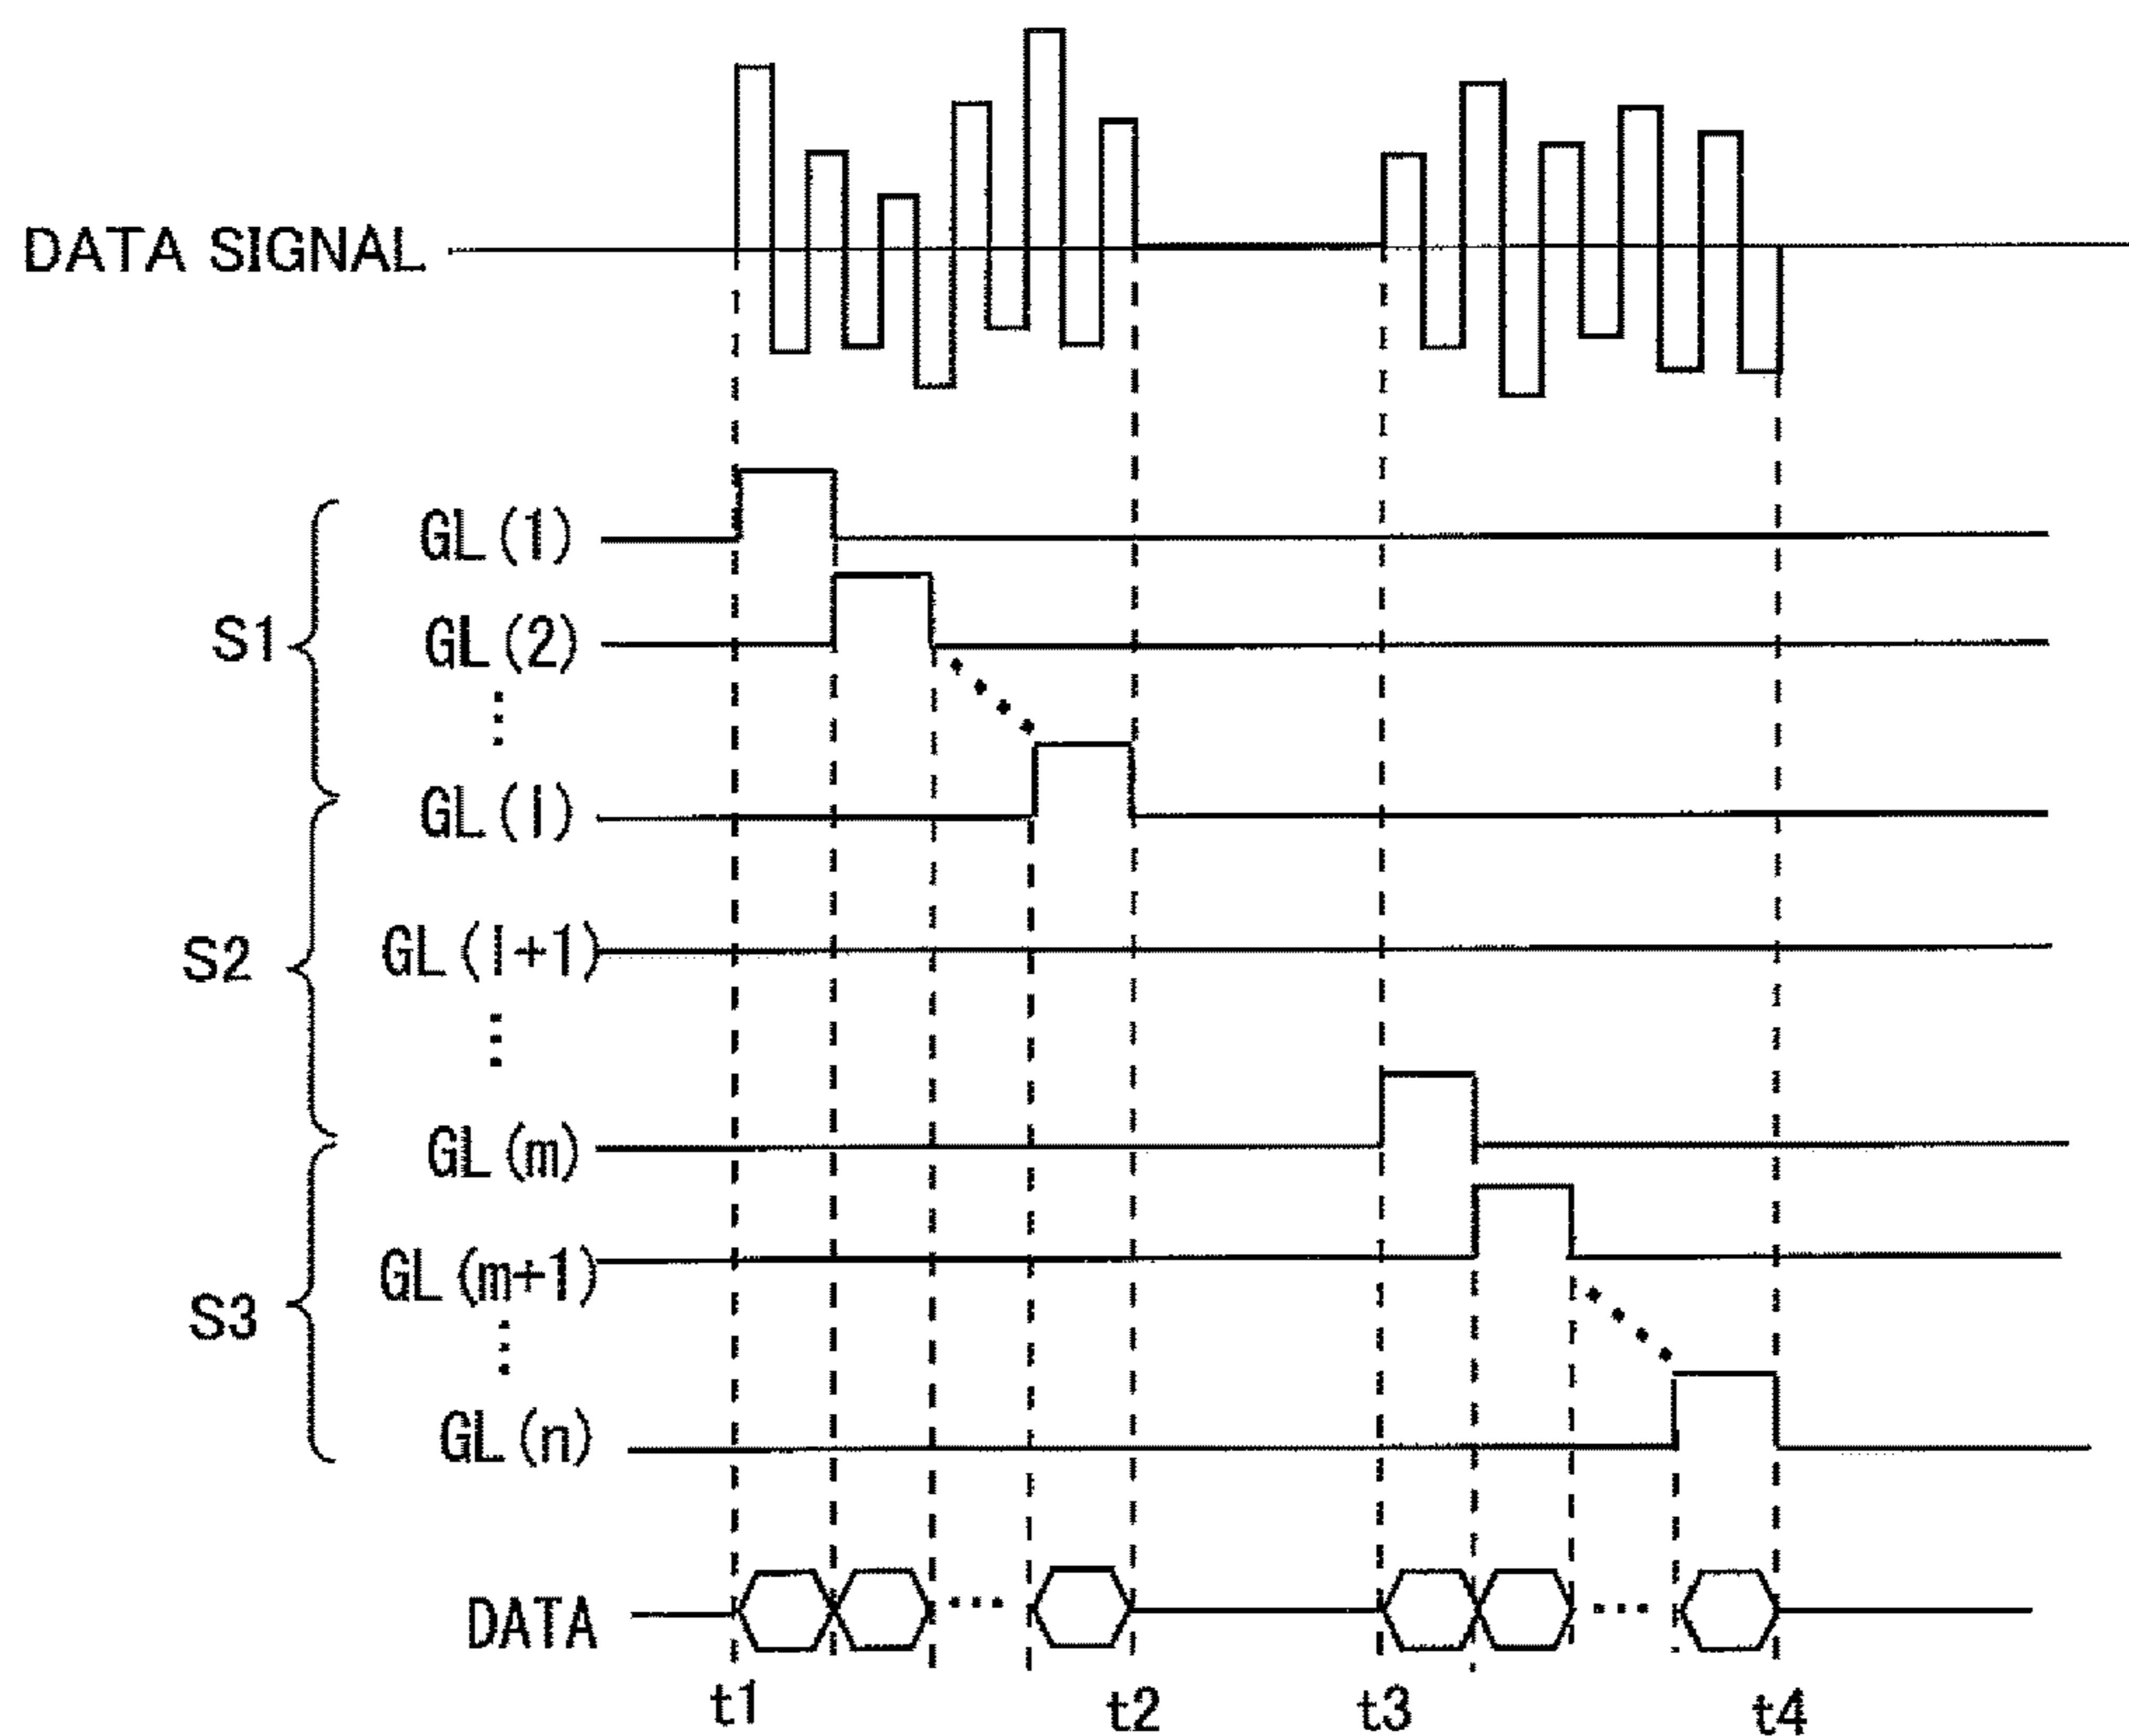 DATA SIGNAL
GL(1)
S1
GL(2)
GL(l)
GL(l+1)
S2
GL(m)
GL(m+1)
S3
GL(n)
DATA
t1 t2 t3 t4